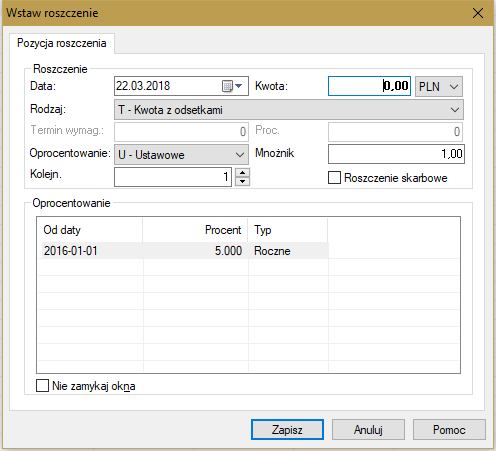 Wstaw roszczenie
Pozycja roszczenia
Roszczenie
Data: 22.03.2018 Kwota: 0,00 PLN
Rodzaj: T - Kwota z odsetkami
Termin wymag.: 0 Proc. 0
Oprocentowanie: U - Ustawowe Mnożnik 1,00
Kolejn. 1 Roszczenie skarbowe
Oprocentowanie
Od daty Procent Typ
2016-01-01 5.000 Roczne
Nie zamykaj okna
Zapisz Anuluj Pomoc